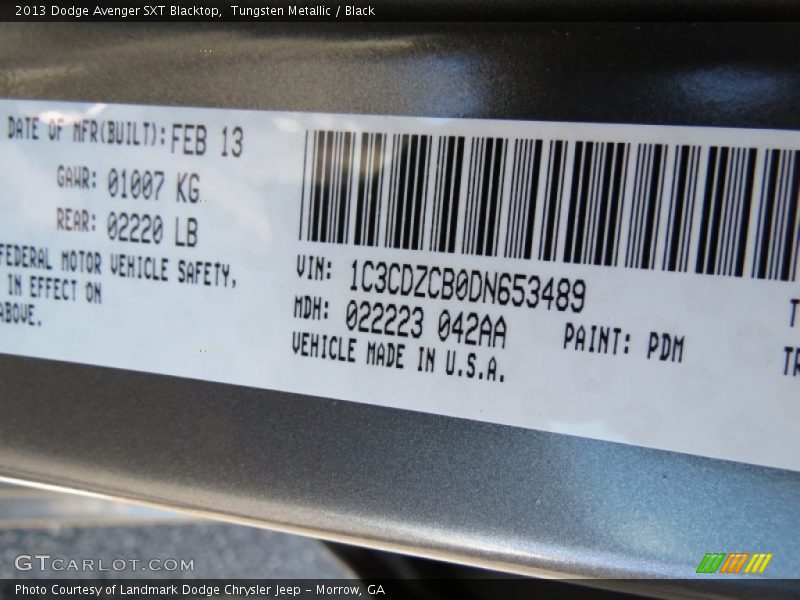 2013 Dodge Avenger SXT Blacktop,  Tungsten Metallic / Black
DATE OF MFR(BUILT): FEB 13
GAWR: 01007 KG
REAR: 02220 LB
FEDERAL MOTOR VEHICLE SAFETY,
IN EFFECT ON
ABOVE.
VIN: 1C3CDZCB0DN653489
MDH: 022223 042AA
PAINT: PDM
VEHICLE MADE IN U.S.A.
GTCARLOT.COM
Photo Courtesy of Landmark Dodge Chrysler Jeep - Morrow, GA